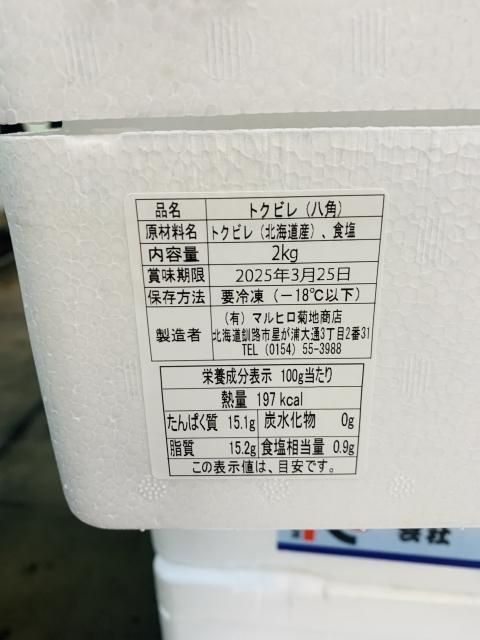 品名 トクビレ（八角）
原材料名 トクビレ（北海道産）、食塩
内容量 2kg
賞味期限 2025年3月25日
保存方法 要冷凍（－18℃以下）
製造者 （有）マルヒロ菊地商店
北海道釧路市星が浦大通3丁目2番31
TEL（0154）55-3988
栄養成分表示 100g当たり
熱量 197kcal
たんぱく質 15.1g 炭水化物 0g
脂質 15.2g 食塩相当量 0.9g
この表示値は、目安です。
会社